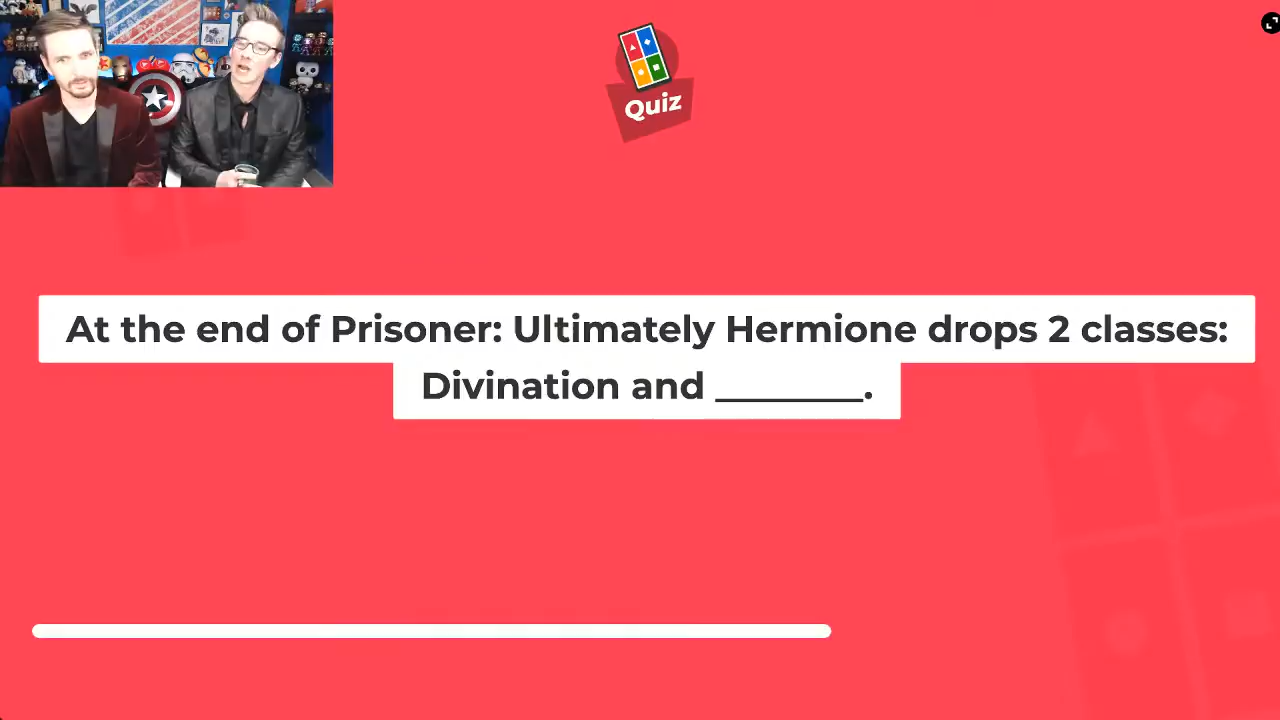 Quiz
At the end of Prisoner: Ultimately Hermione drops 2 classes:
Divination and ________.